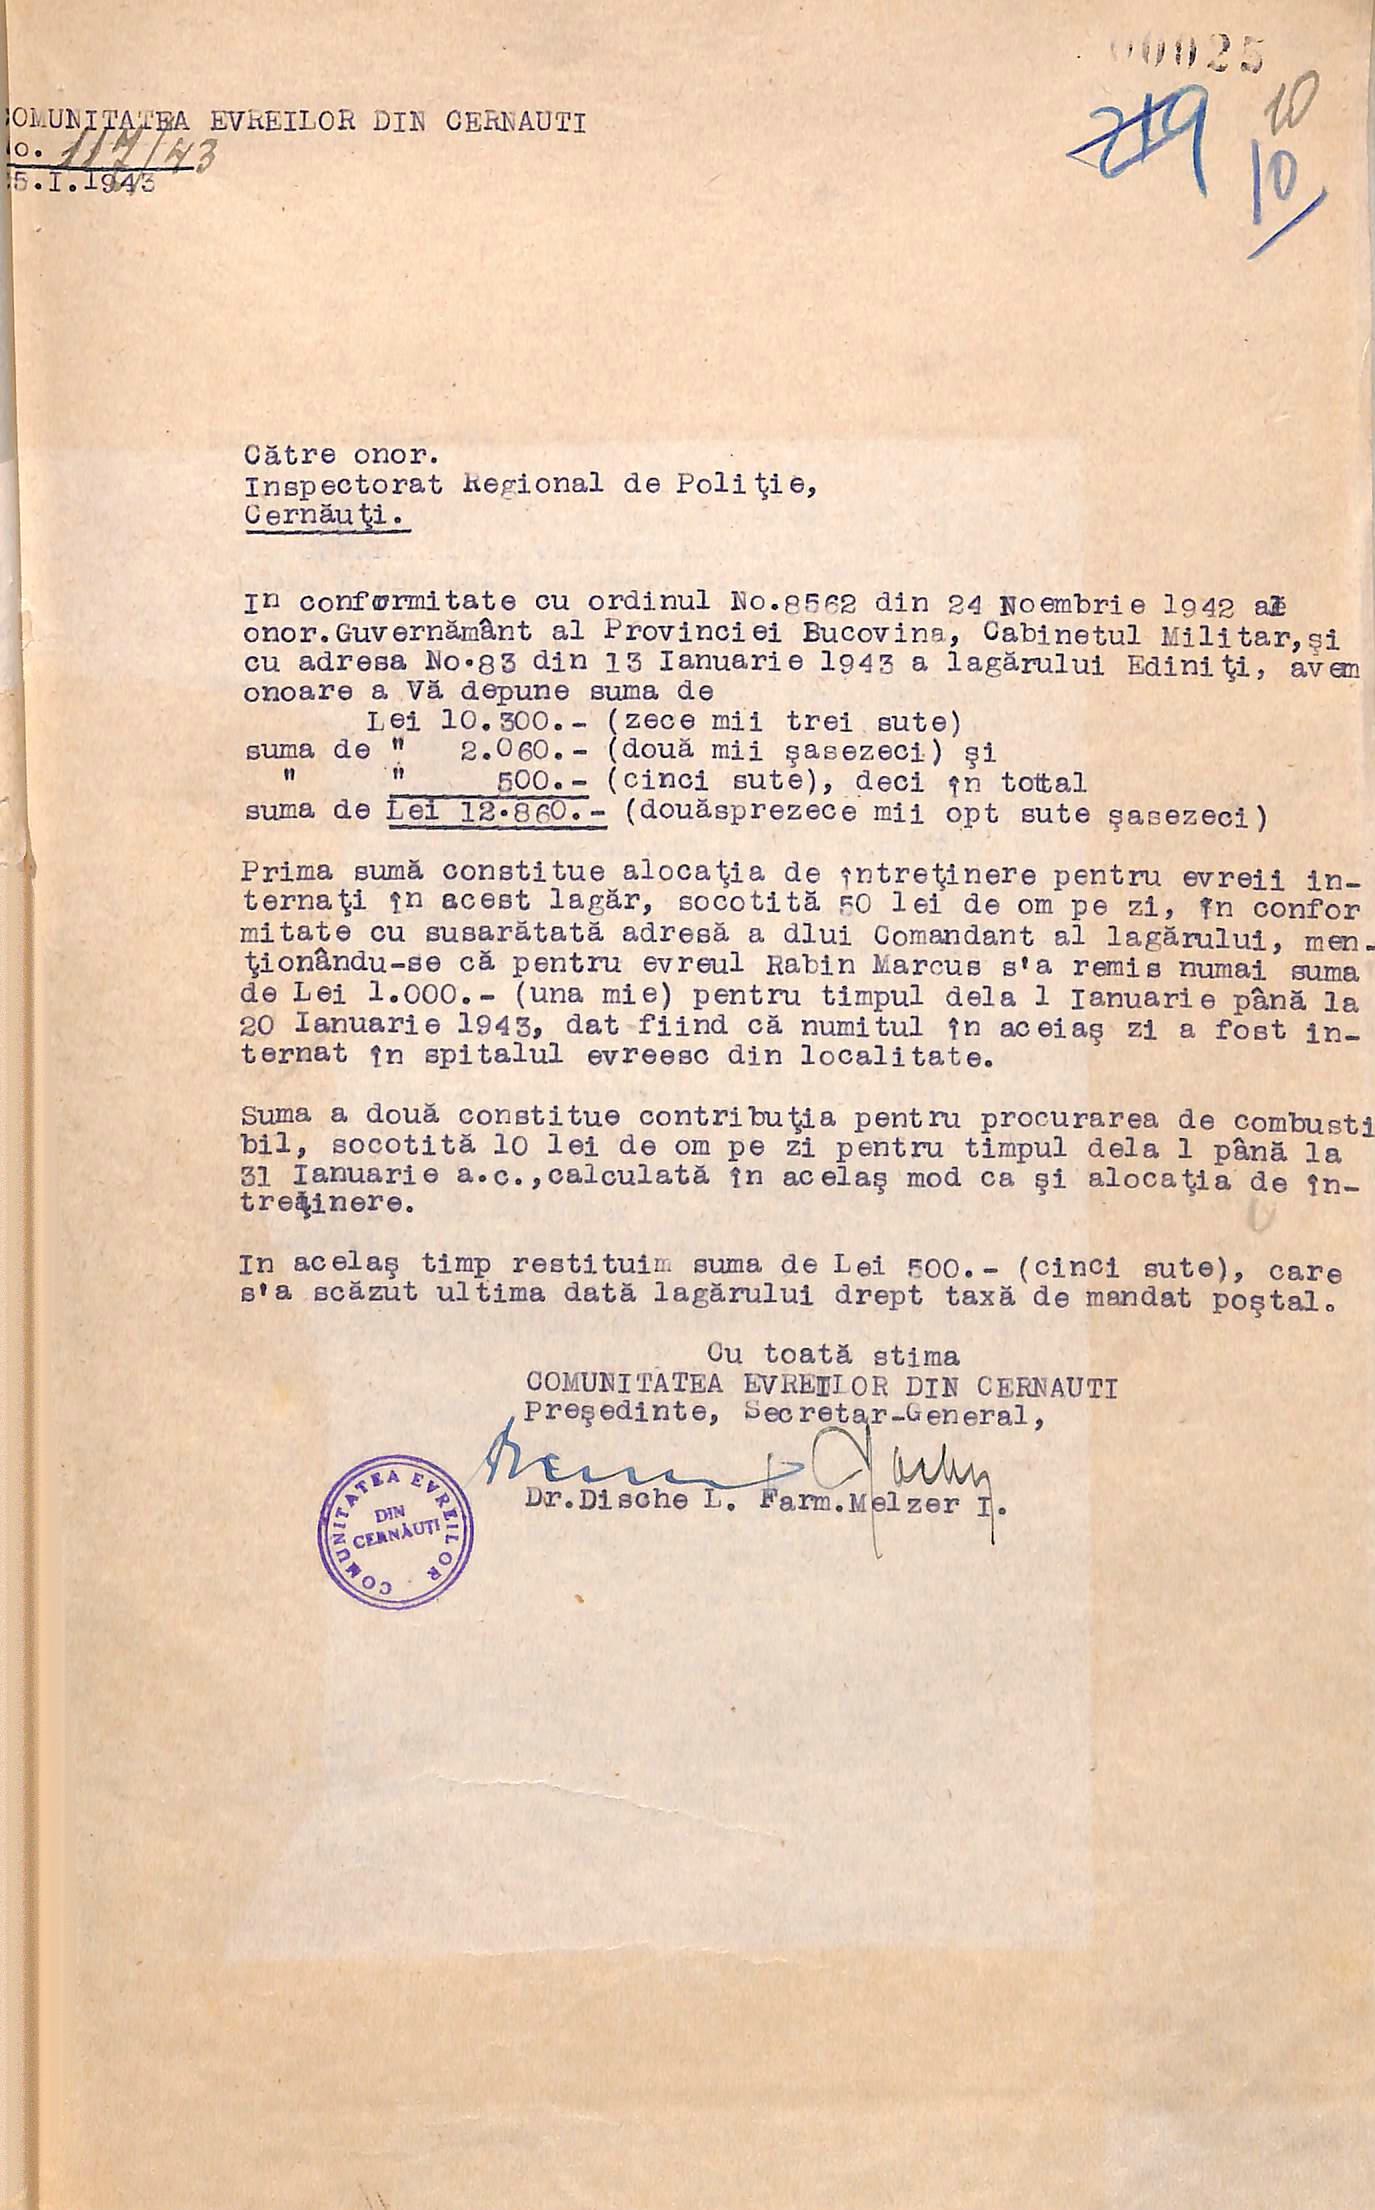 00025
219
10
10
COMUNITATEA EVREILOR DIN CERNAUTI
No. 117/43
25.I.1943
Către onor.
Inspectorat Regional de Poliţie,
Cernăuţi.
In conformitate cu ordinul No.8562 din 24 Noembrie 1942 al
onor.Guvernământ al Provinciei Bucovina, Cabinetul Militar,şi
cu adresa No.83 din 13 Ianuarie 1943 a lagărului Ediniţi, avem
onoare a Vă depune suma de
Lei 10.300.- (zece mii trei sute)
suma de " 2.060.- (două mii şasezeci) şi
" " 500.- (cinci sute), deci în tottal
suma de Lei 12.860.- (douăsprezece mii opt sute şasezeci)
Prima sumă constitue alocaţia de întreţinere pentru evreii in-
ternaţi în acest lagăr, socotită 50 lei de om pe zi, în confor
mitate cu susarătată adresă a dlui Comandant al lagărului, men-
ţionându-se că pentru evreul Rabin Marcus s'a remis numai suma
de Lei 1.000.- (una mie) pentru timpul dela 1 Ianuarie până la
20 Ianuarie 1943, dat fiind că numitul în aceiaş zi a fost in-
ternat în spitalul evreesc din localitate.
Suma a două constitue contribuţia pentru procurarea de combusti
bil, socotită 10 lei de om pe zi pentru timpul dela 1 până la
31 Ianuarie a.c.,calculată în acelaş mod ca şi alocaţia de în-
treţinere.
In acelaş timp restituim suma de Lei 500.- (cinci sute), care
s'a scăzut ultima dată lagărului drept taxă de mandat poştal.
Cu toată stima
COMUNITATEA EVREILOR DIN CERNAUTI
Preşedinte, Secretar-General,
Dr.Dische L. Farm.Melzer I.
COMUNITATEA EVREILOR
DIN
CERNĂUŢI